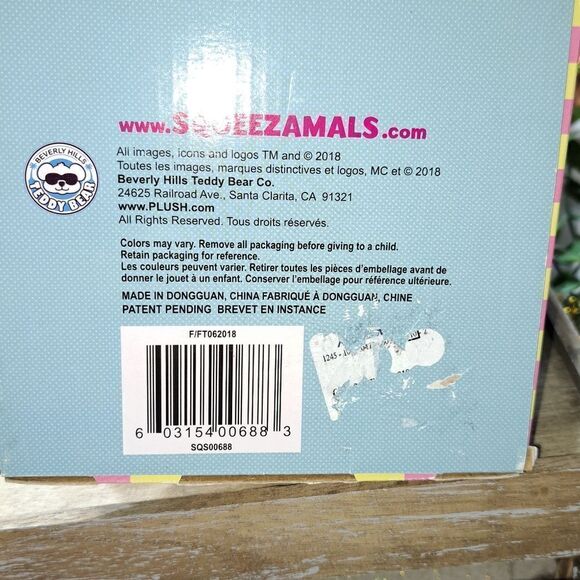 www.SQUEEZAMALS.com
All images, icons and logos TM and © 2018
Toutes les images, marques distinctives et logos, MC et © 2018
Beverly Hills Teddy Bear Co.
24625 Railroad Ave., Santa Clarita, CA 91321
www.PLUSH.com
All Rights Reserved. Tous droits réservés.
BEVERLY HILLS
TEDDY BEAR
Colors may vary. Remove all packaging before giving to a child.
Retain packaging for reference.
Les couleurs peuvent varier. Retirer toutes les pièces d'embellage avant de
donner le jouet à un enfant. Conserver l'embellage pour référence ultérieure.
MADE IN DONGGUAN, CHINA FABRIQUÉ À DONGGUAN, CHINE
PATENT PENDING BREVET EN INSTANCE
F/FT062018
6 03154 00688 3
SQS00688